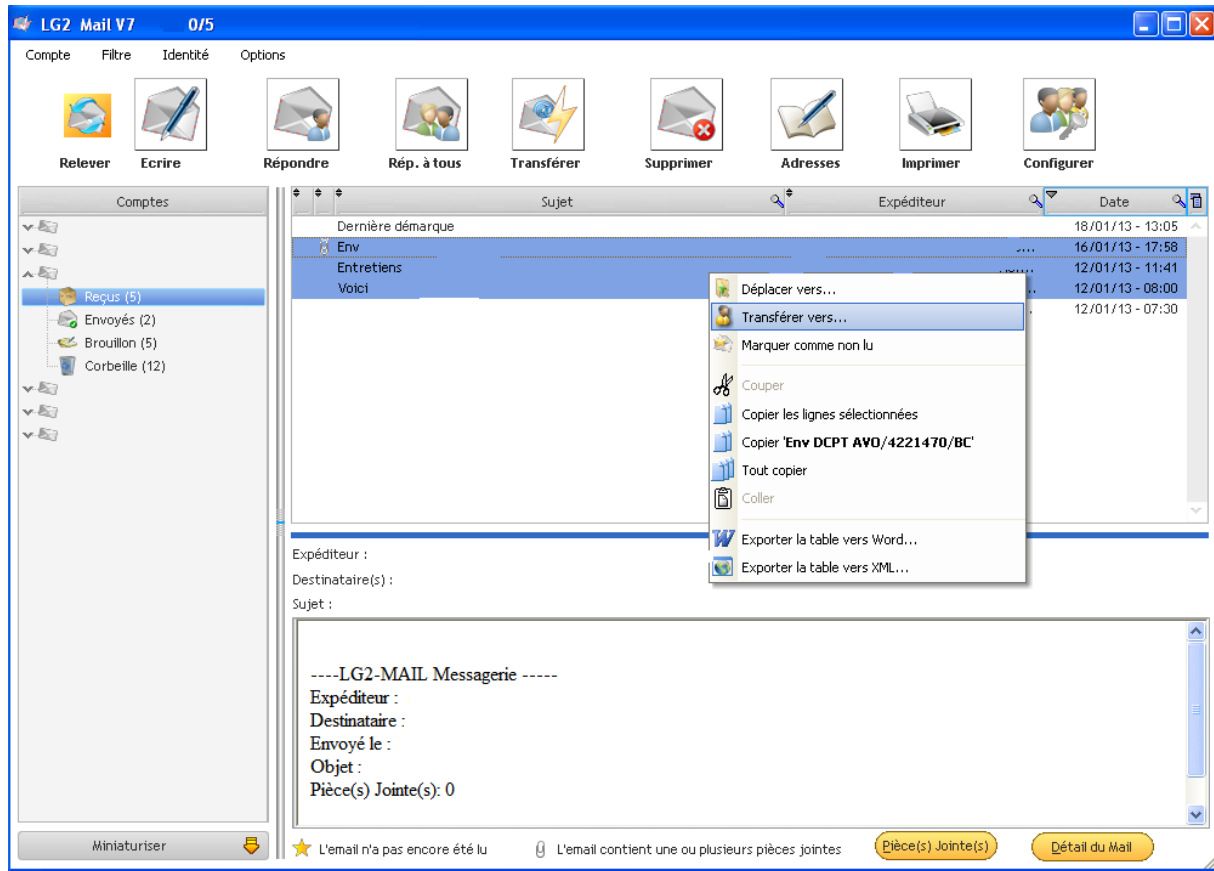 LG2 Mail V7 0/5
Compte Filtre Identité Options
Relever Ecrire Répondre Rép. à tous Transférer Supprimer Adresses Imprimer Configurer
Comptes
Reçus (5)
Envoyés (2)
Brouillon (5)
Corbeille (12)
Miniaturiser
Sujet Expéditeur Date
Dernière démarque 18/01/13 - 13:05
Env 16/01/13 - 17:58
Entretiens 12/01/13 - 11:41
Voici 12/01/13 - 08:00
12/01/13 - 07:30
Déplacer vers...
Transférer vers...
Marquer comme non lu
Couper
Copier les lignes sélectionnées
Copier 'Env DCPT AVO/4221470/BC'
Tout copier
Coller
Exporter la table vers Word...
Exporter la table vers XML...
Expéditeur :
Destinataire(s) :
Sujet :
----LG2-MAIL Messagerie -----
Expéditeur :
Destinataire :
Envoyé le :
Objet :
Pièce(s) Jointe(s): 0
L'email n'a pas encore été lu L'email contient une ou plusieurs pièces jointes Pièce(s) Jointe(s) Détail du Mail